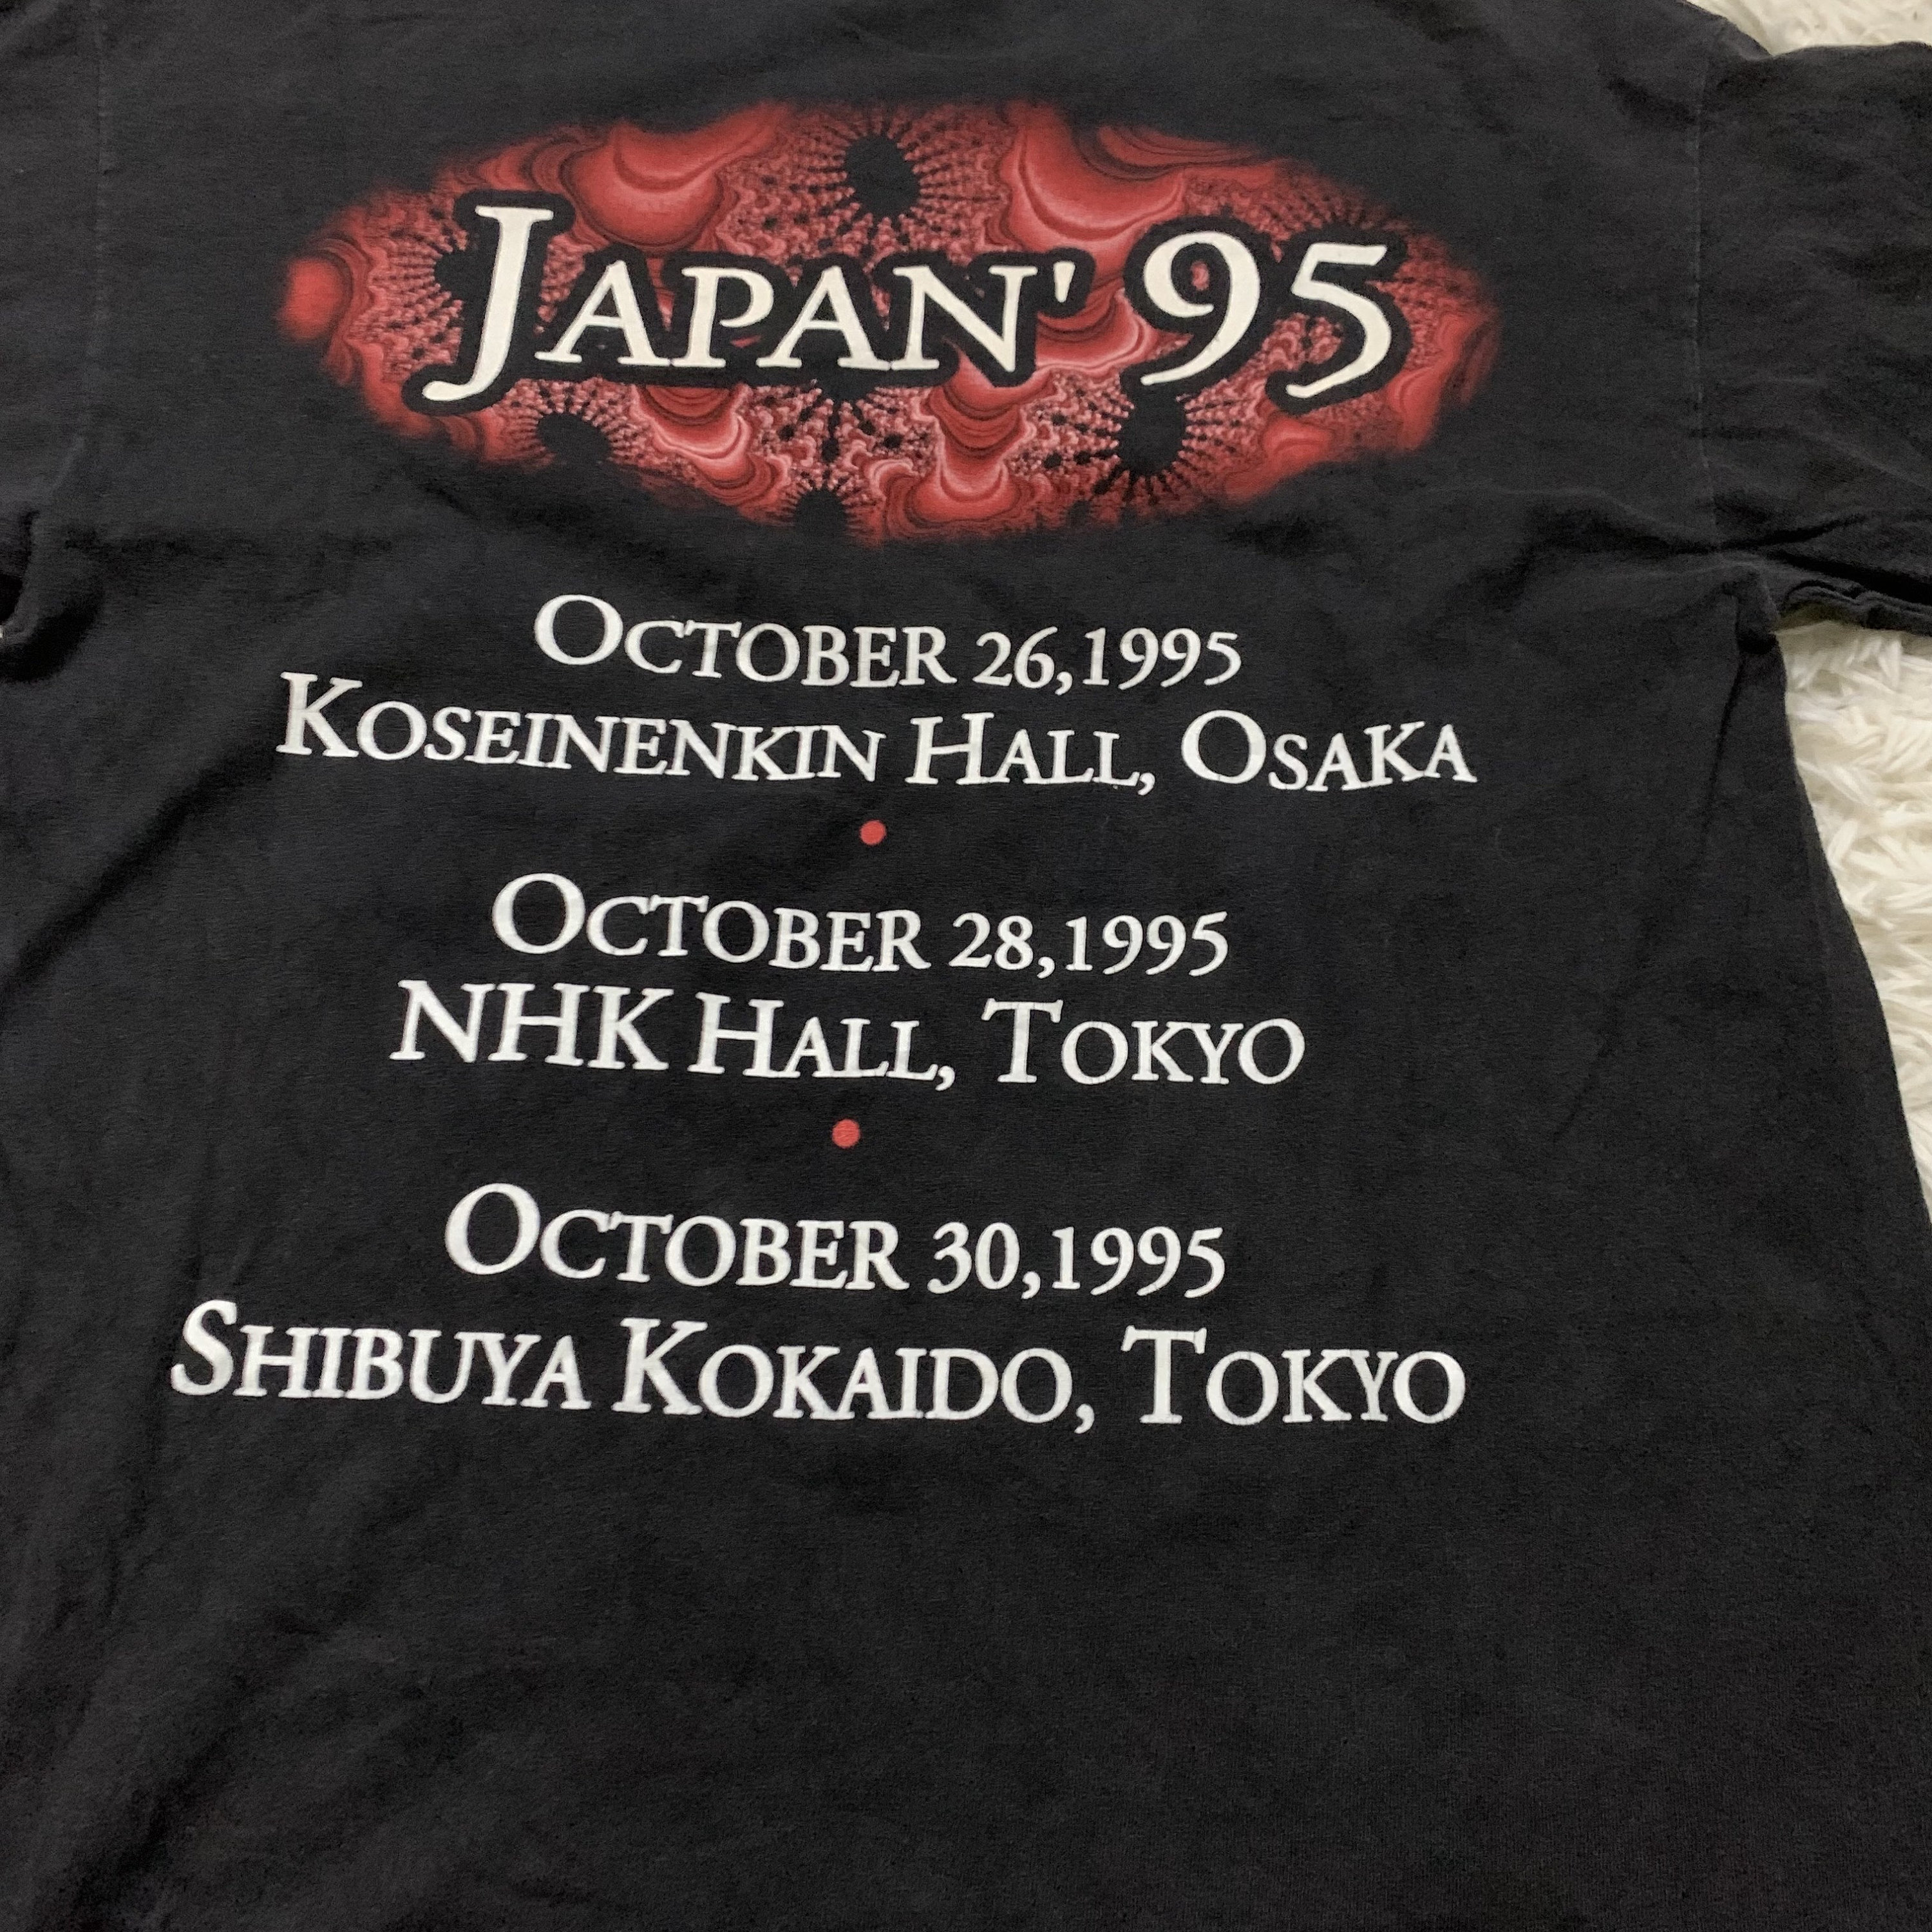 JAPAN' 95
OCTOBER 26,1995
KOSEINENKIN HALL, OSAKA
OCTOBER 28,1995
NHK HALL, TOKYO
OCTOBER 30,1995
SHIBUYA KOKAIDO, TOKYO